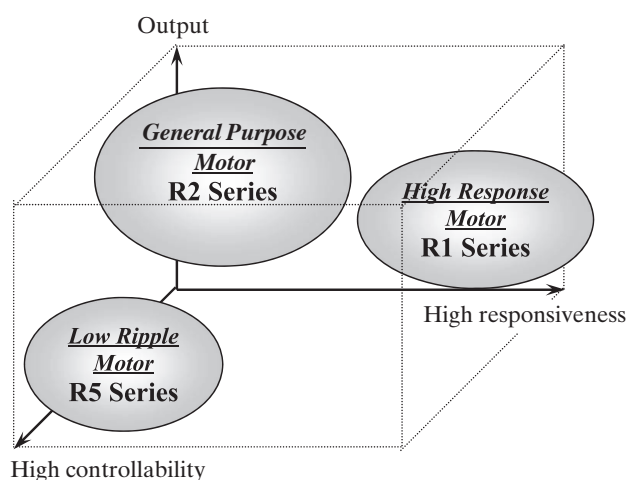 Output
General Purpose
Motor
R2 Series
High Response
Motor
R1 Series
High responsiveness
Low Ripple
Motor
R5 Series
High controllability